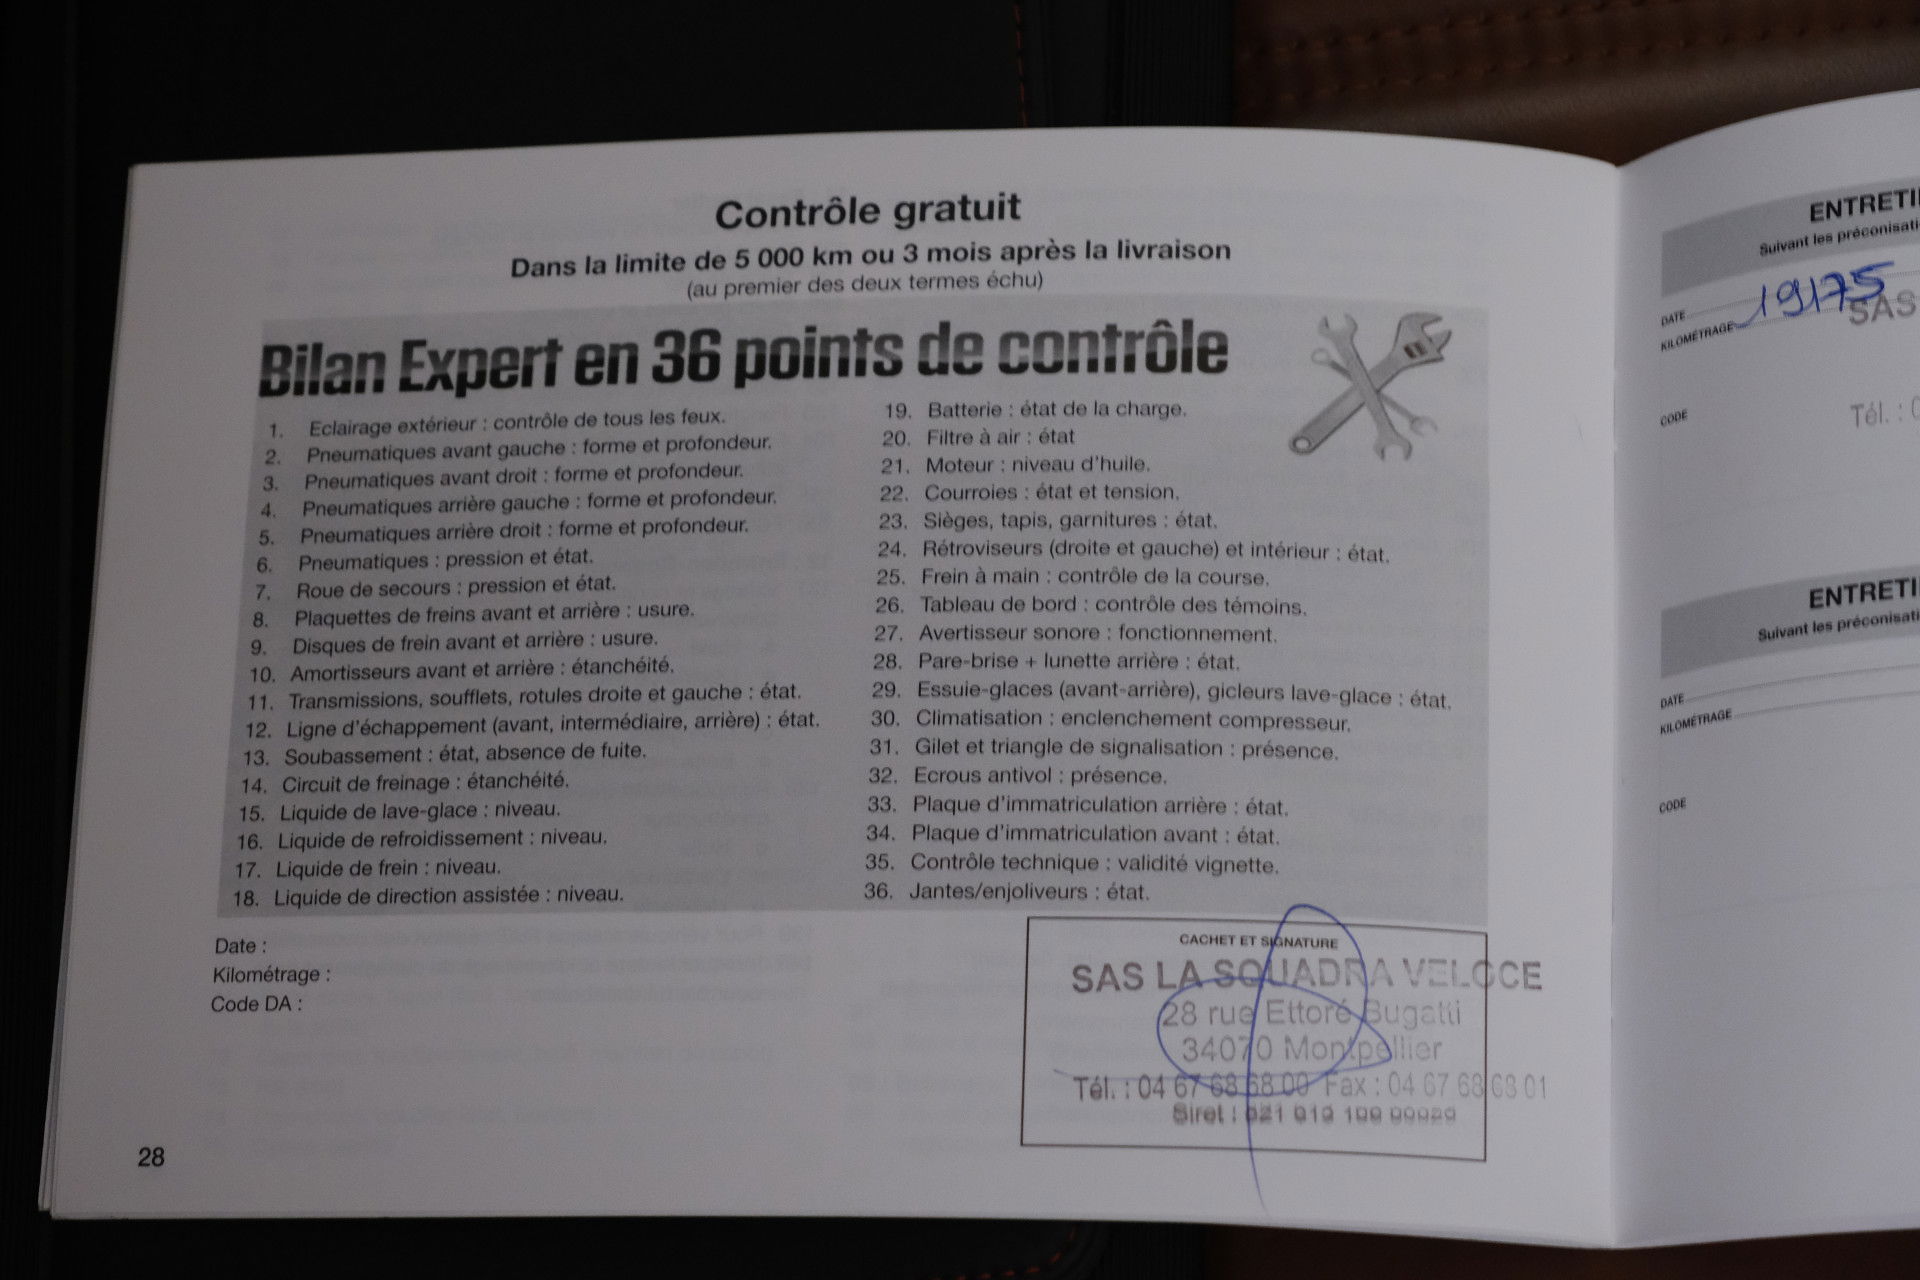 Contrôle gratuit
Dans la limite de 5 000 km ou 3 mois après la livraison
(au premier des deux termes échu)
Bilan Expert en 36 points de contrôle
1. Eclairage extérieur : contrôle de tous les feux.
2. Pneumatiques avant gauche : forme et profondeur.
3. Pneumatiques avant droit : forme et profondeur.
4. Pneumatiques arrière gauche : forme et profondeur.
5. Pneumatiques arrière droit : forme et profondeur.
6. Pneumatiques : pression et état.
7. Roue de secours : pression et état.
8. Plaquettes de freins avant et arrière : usure.
9. Disques de frein avant et arrière : usure.
10. Amortisseurs avant et arrière : étanchéité.
11. Transmissions, soufflets, rotules droite et gauche : état.
12. Ligne d'échappement (avant, intermédiaire, arrière) : état.
13. Soubassement : état, absence de fuite.
14. Circuit de freinage : étanchéité.
15. Liquide de lave-glace : niveau.
16. Liquide de refroidissement : niveau.
17. Liquide de frein : niveau.
18. Liquide de direction assistée : niveau.
19. Batterie : état de la charge.
20. Filtre à air : état
21. Moteur : niveau d'huile.
22. Courroies : état et tension.
23. Sièges, tapis, garnitures : état.
24. Rétroviseurs (droite et gauche) et intérieur : état.
25. Frein à main : contrôle de la course.
26. Tableau de bord : contrôle des témoins.
27. Avertisseur sonore : fonctionnement.
28. Pare-brise + lunette arrière : état.
29. Essuie-glaces (avant-arrière), gicleurs lave-glace : état.
30. Climatisation : enclenchement compresseur.
31. Gilet et triangle de signalisation : présence.
32. Ecrous antivol : présence.
33. Plaque d'immatriculation arrière : état.
34. Plaque d'immatriculation avant : état.
35. Contrôle technique : validité vignette.
36. Jantes/enjoliveurs : état.
Date :
Kilométrage :
Code DA :
CACHET ET SIGNATURE
SAS LA SQUADRA VELOCE
28 rue Ettoré Bugatti
34070 Montpellier
Tél. : 04 67 68 68 00 Fax : 04 67 68 68 01
Siret :
28
ENTRETI
Suivant les préconisati
DATE
KILOMÉTRAGE 19175
SAS
CODE
Tél. : 0
ENTRETI
Suivant les préconisati
DATE
KILOMÉTRAGE
CODE